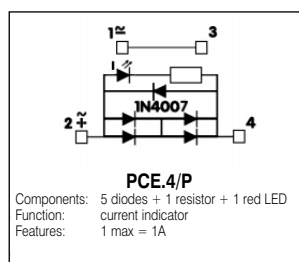 1≅ 3
I
1N4007
2 ≂ + 4
PCE.4/P
Components: 5 diodes + 1 resistor + 1 red LED
Function: current indicator
Features: 1 max = 1A